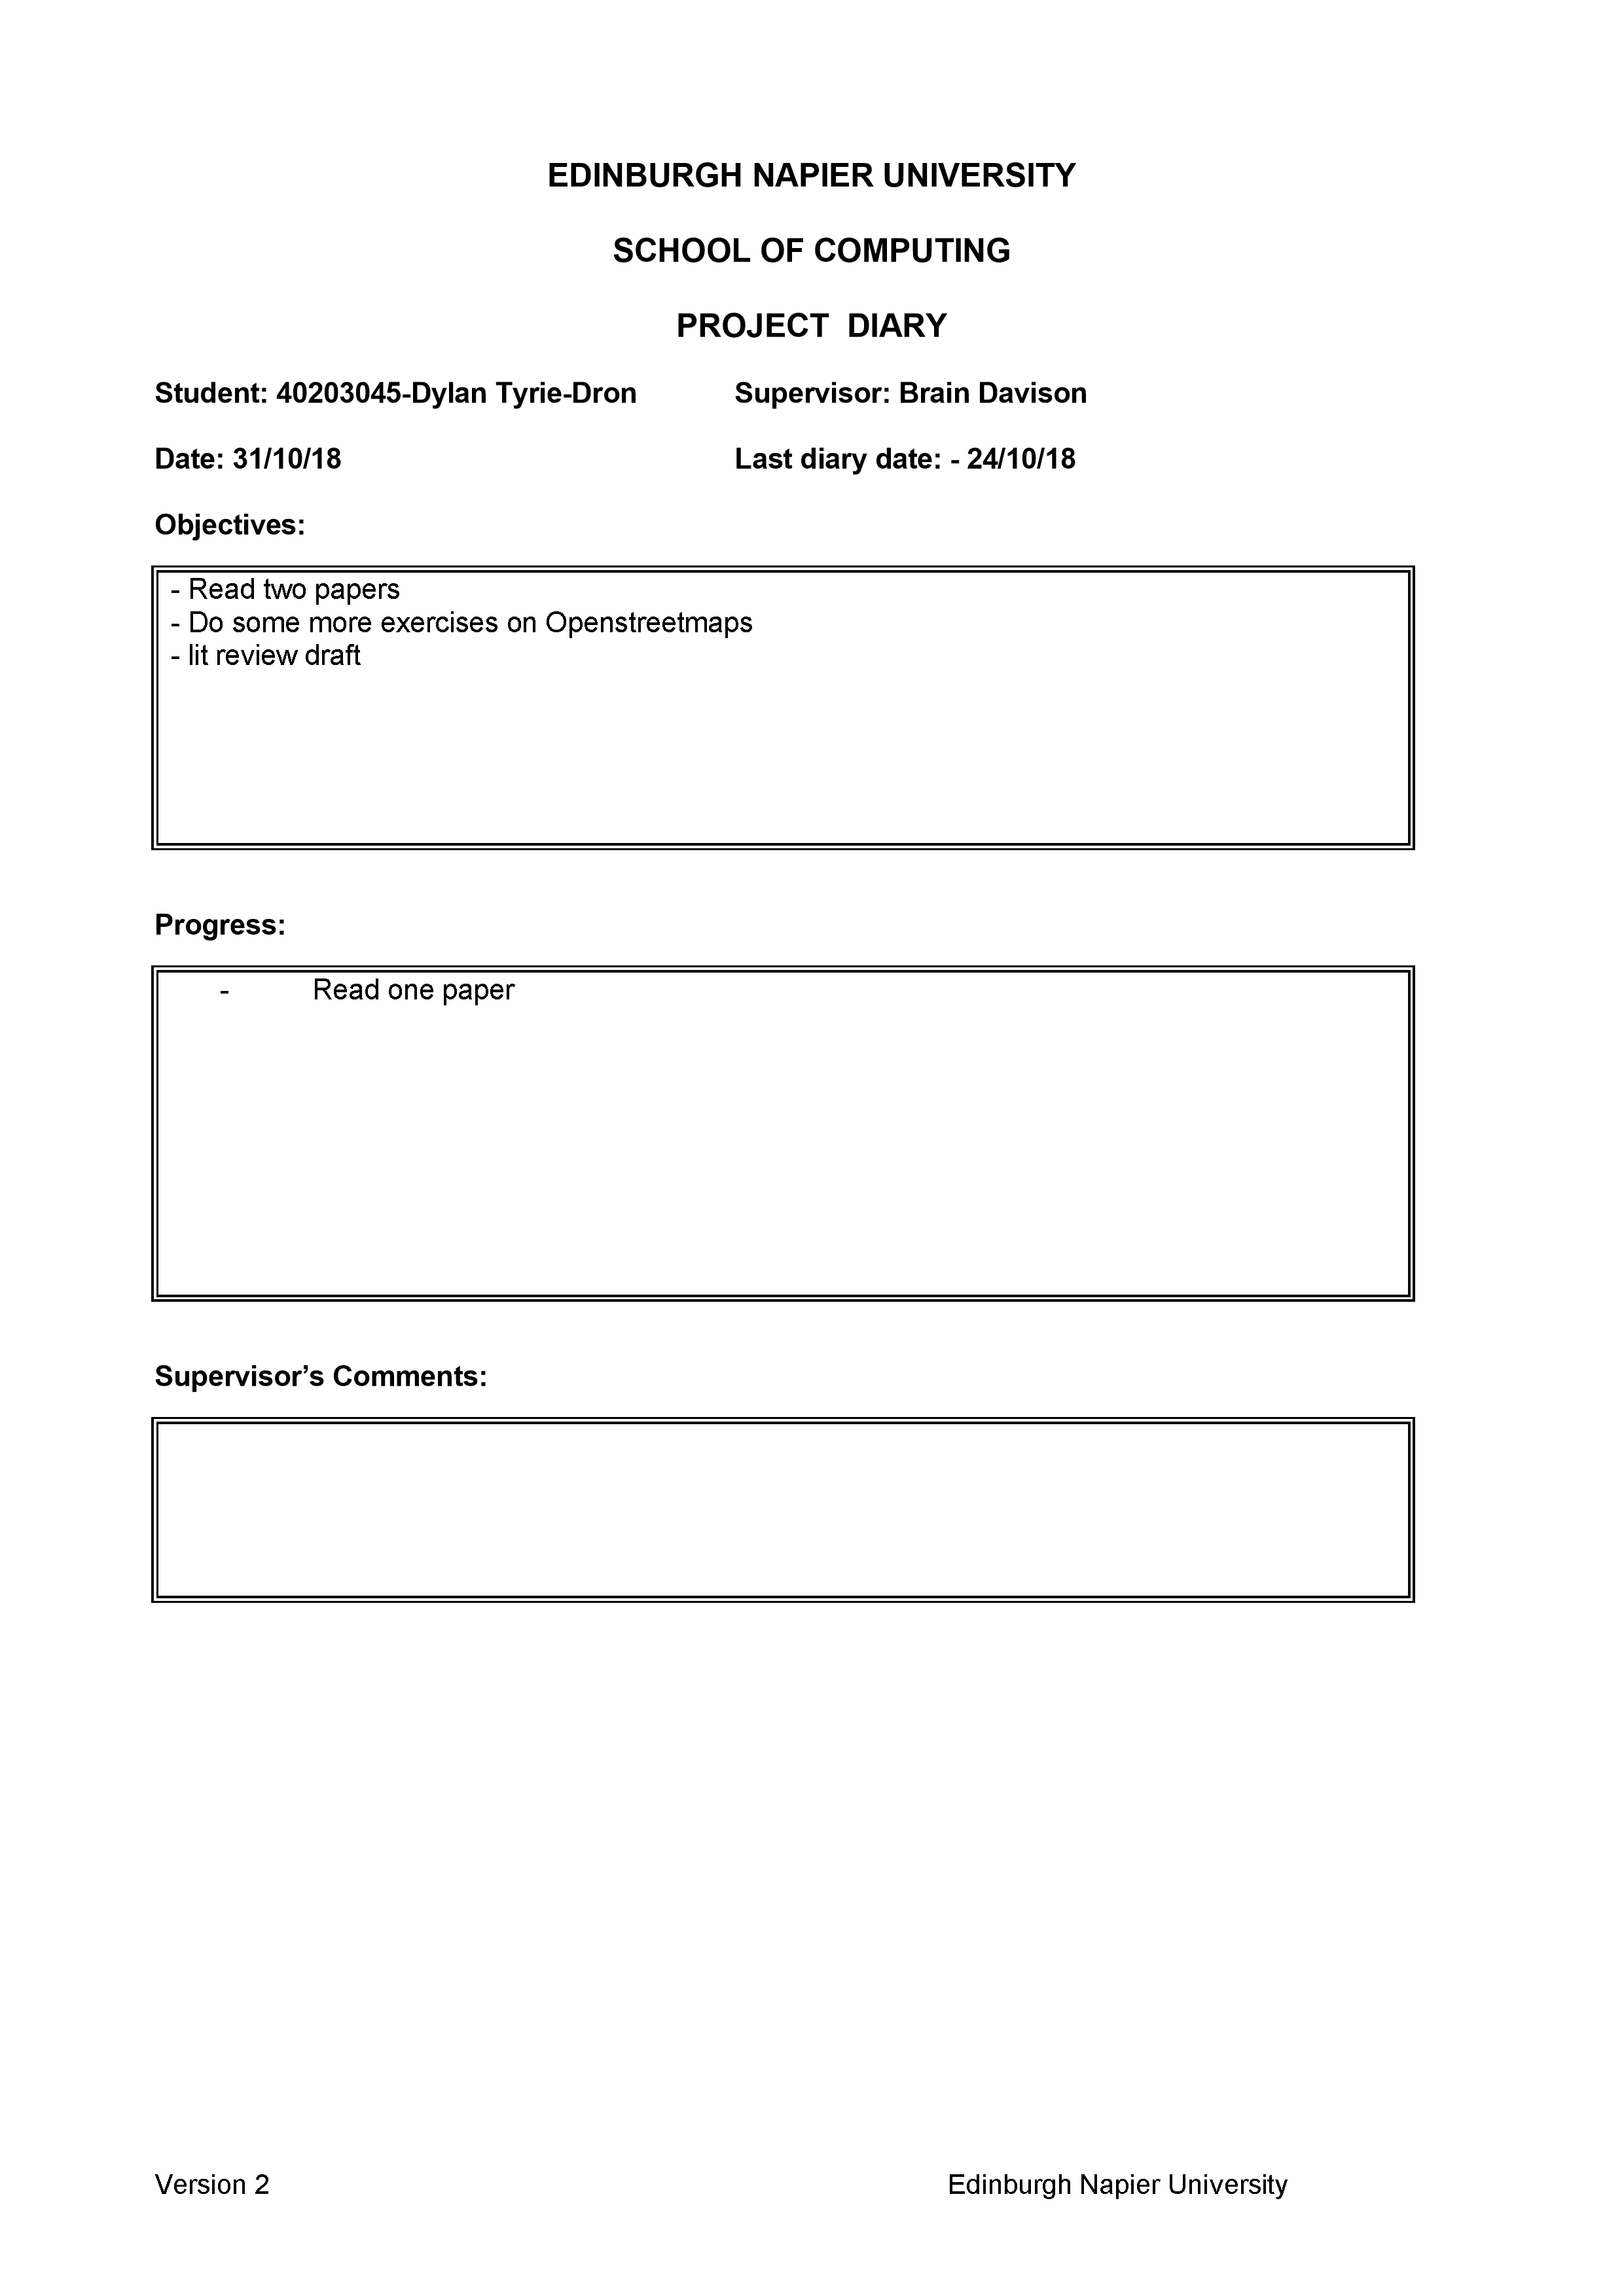 EDINBURGH NAPIER UNIVERSITY
SCHOOL OF COMPUTING
PROJECT  DIARY
Student: 40203045-Dylan Tyrie-Dron Supervisor: Brain Davison
Date: 31/10/18 Last diary date: - 24/10/18
Objectives:
- Read two papers
- Do some more exercises on Openstreetmaps
- lit review draft
Progress:
- Read one paper
Supervisor’s Comments:
Version 2 Edinburgh Napier University